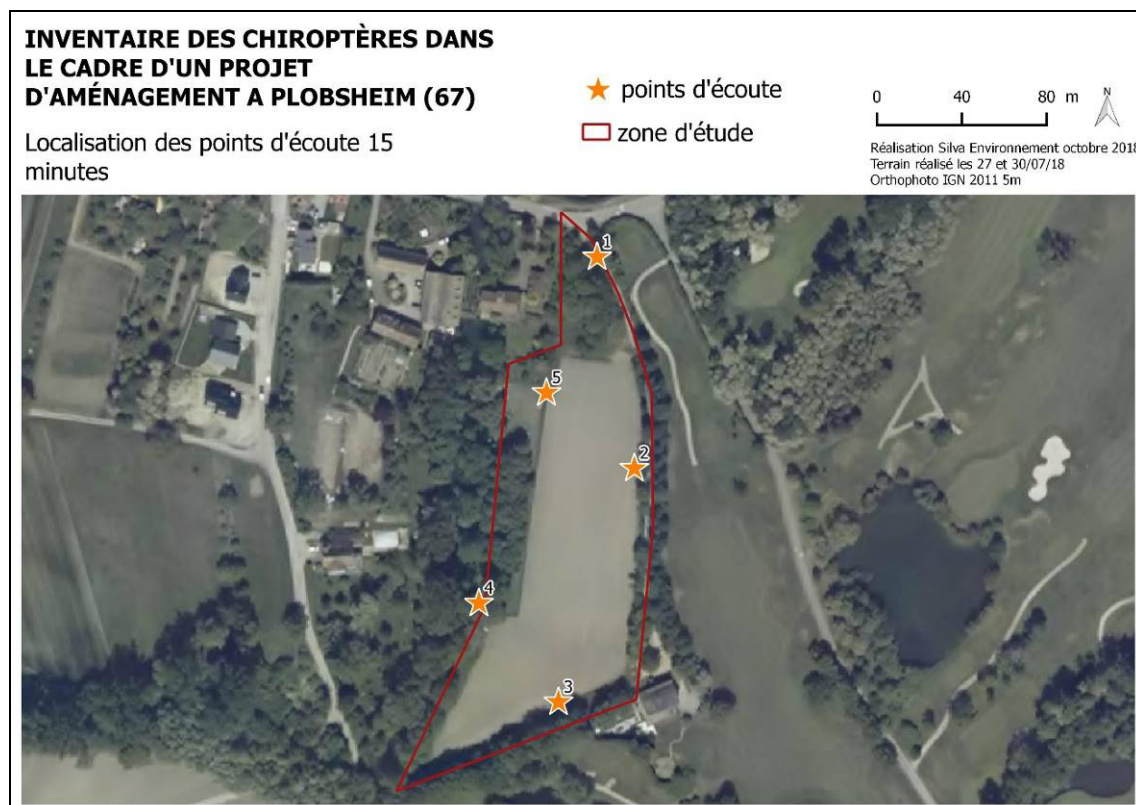 INVENTAIRE DES CHIROPTÈRES DANS
LE CADRE D'UN PROJET
D'AMÉNAGEMENT A PLOBSHEIM (67)
Localisation des points d'écoute 15
minutes
points d'écoute
zone d'étude
0 40 80 m
N
Réalisation Silva Environnement octobre 2018
Terrain réalisé les 27 et 30/07/18
Orthophoto IGN 2011 5m
1
5
2
4
3